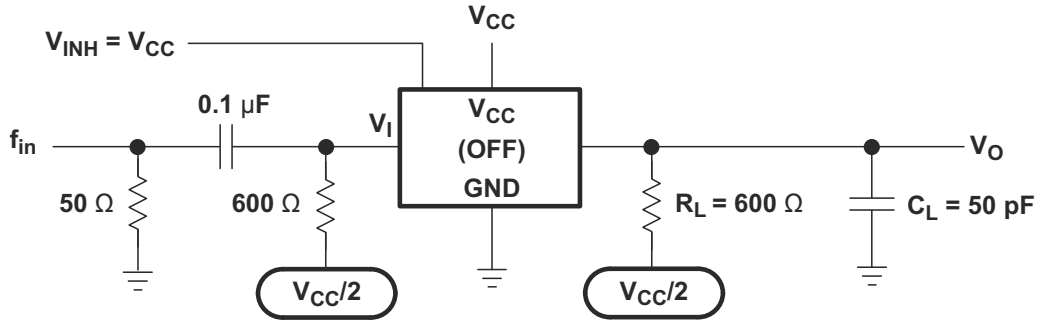 V_CC
V_INH = V_CC
0.1 µF
V_I
V_CC
f_in
(OFF)
V_O
GND
50 Ω
600 Ω
R_L = 600 Ω
C_L = 50 pF
V_CC/2
V_CC/2